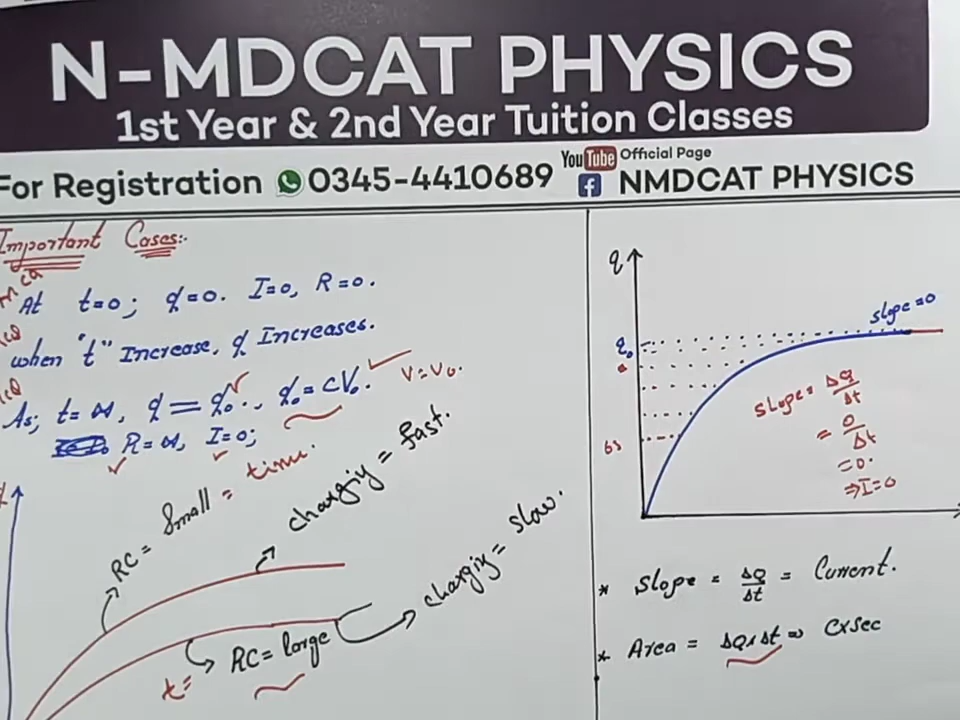 N-MDCAT PHYSICS
1st Year & 2nd Year Tuition Classes
For Registration 0345-4410689
YouTube Official Page
NMDCAT PHYSICS
Important Cases:-
At t=0; q=0. I=0, R=0.
when "t" Increase, q Increases.
As; t=∞, q = q₀., q₀=CV₀. V=V₀.
R=∞, I=0;
RC = Small = time.
charging = fast.
RC = large
t=
charging = slow.
q
slope=0
q₀
slope = ΔQ/Δt
= 0/Δt
=0.
⇒I=0
* Slope = ΔQ/Δt = Current.
* Area = ΔQ×Δt ⇒ C×sec